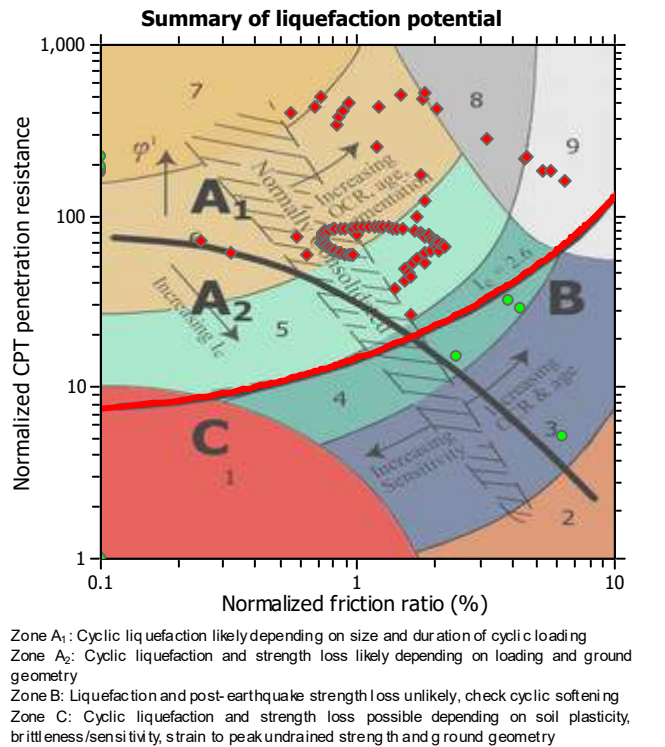 Summary of liquefaction potential
1,000
7
8
9
φ'
A1
Increasing
OCR- age,
Normally
consolidated
100
A2
Increasing Ic
Ic = 2.6
B
5
10
4
Increasing
OCR & age
C
3
Increasing
Sensitivity
1
2
1
0.1
1
10
Normalized CPT penetration resistance
Normalized friction ratio (%)
Zone A1: Cyclic liquefaction likely depending on size and duration of cyclic loading
Zone A2: Cyclic liquefaction and strength loss likely depending on loading and ground
geometry
Zone B: Liquefaction and post-earthquake strength loss unlikely, check cyclic softening
Zone C: Cyclic liquefaction and strength loss possible depending on soil plasticity,
brittleness/sensitivity, strain to peak undrained strength and ground geometry